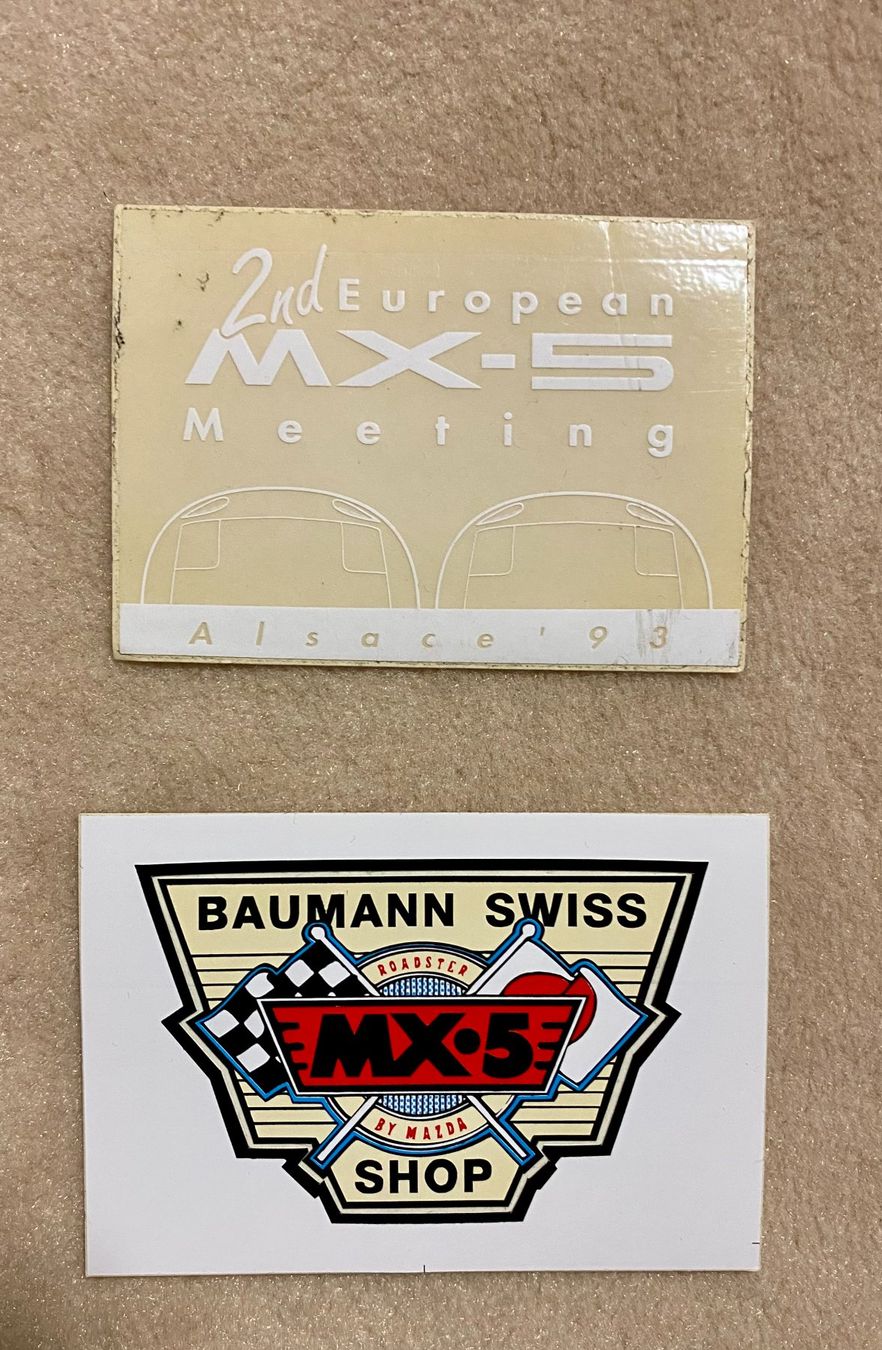 2nd European
MX-5
Meeting
Alsace'93
BAUMANN SWISS
ROADSTER
MX•5
BY MAZDA
SHOP